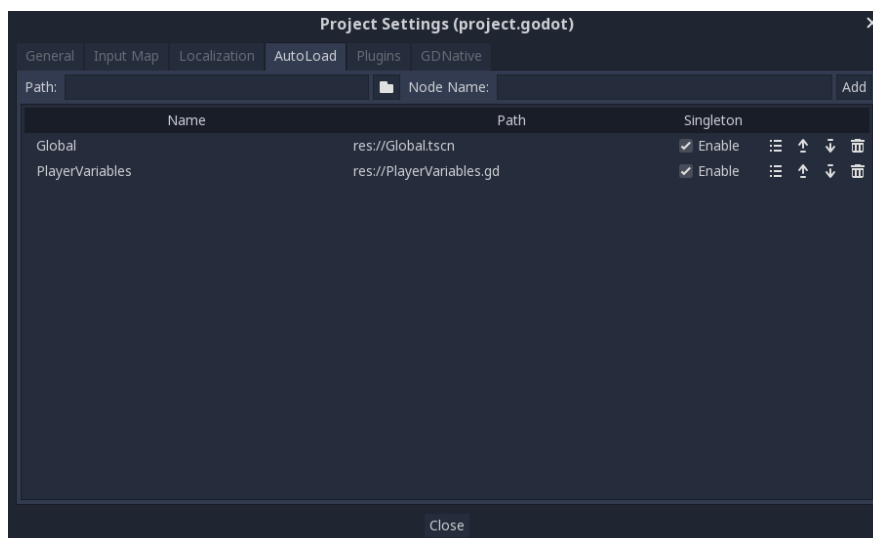 Project Settings (project.godot)
General Input Map Localization AutoLoad Plugins GDNative
Path: Node Name: Add
Name Path Singleton
Global res://Global.tscn Enable
PlayerVariables res://PlayerVariables.gd Enable
Close